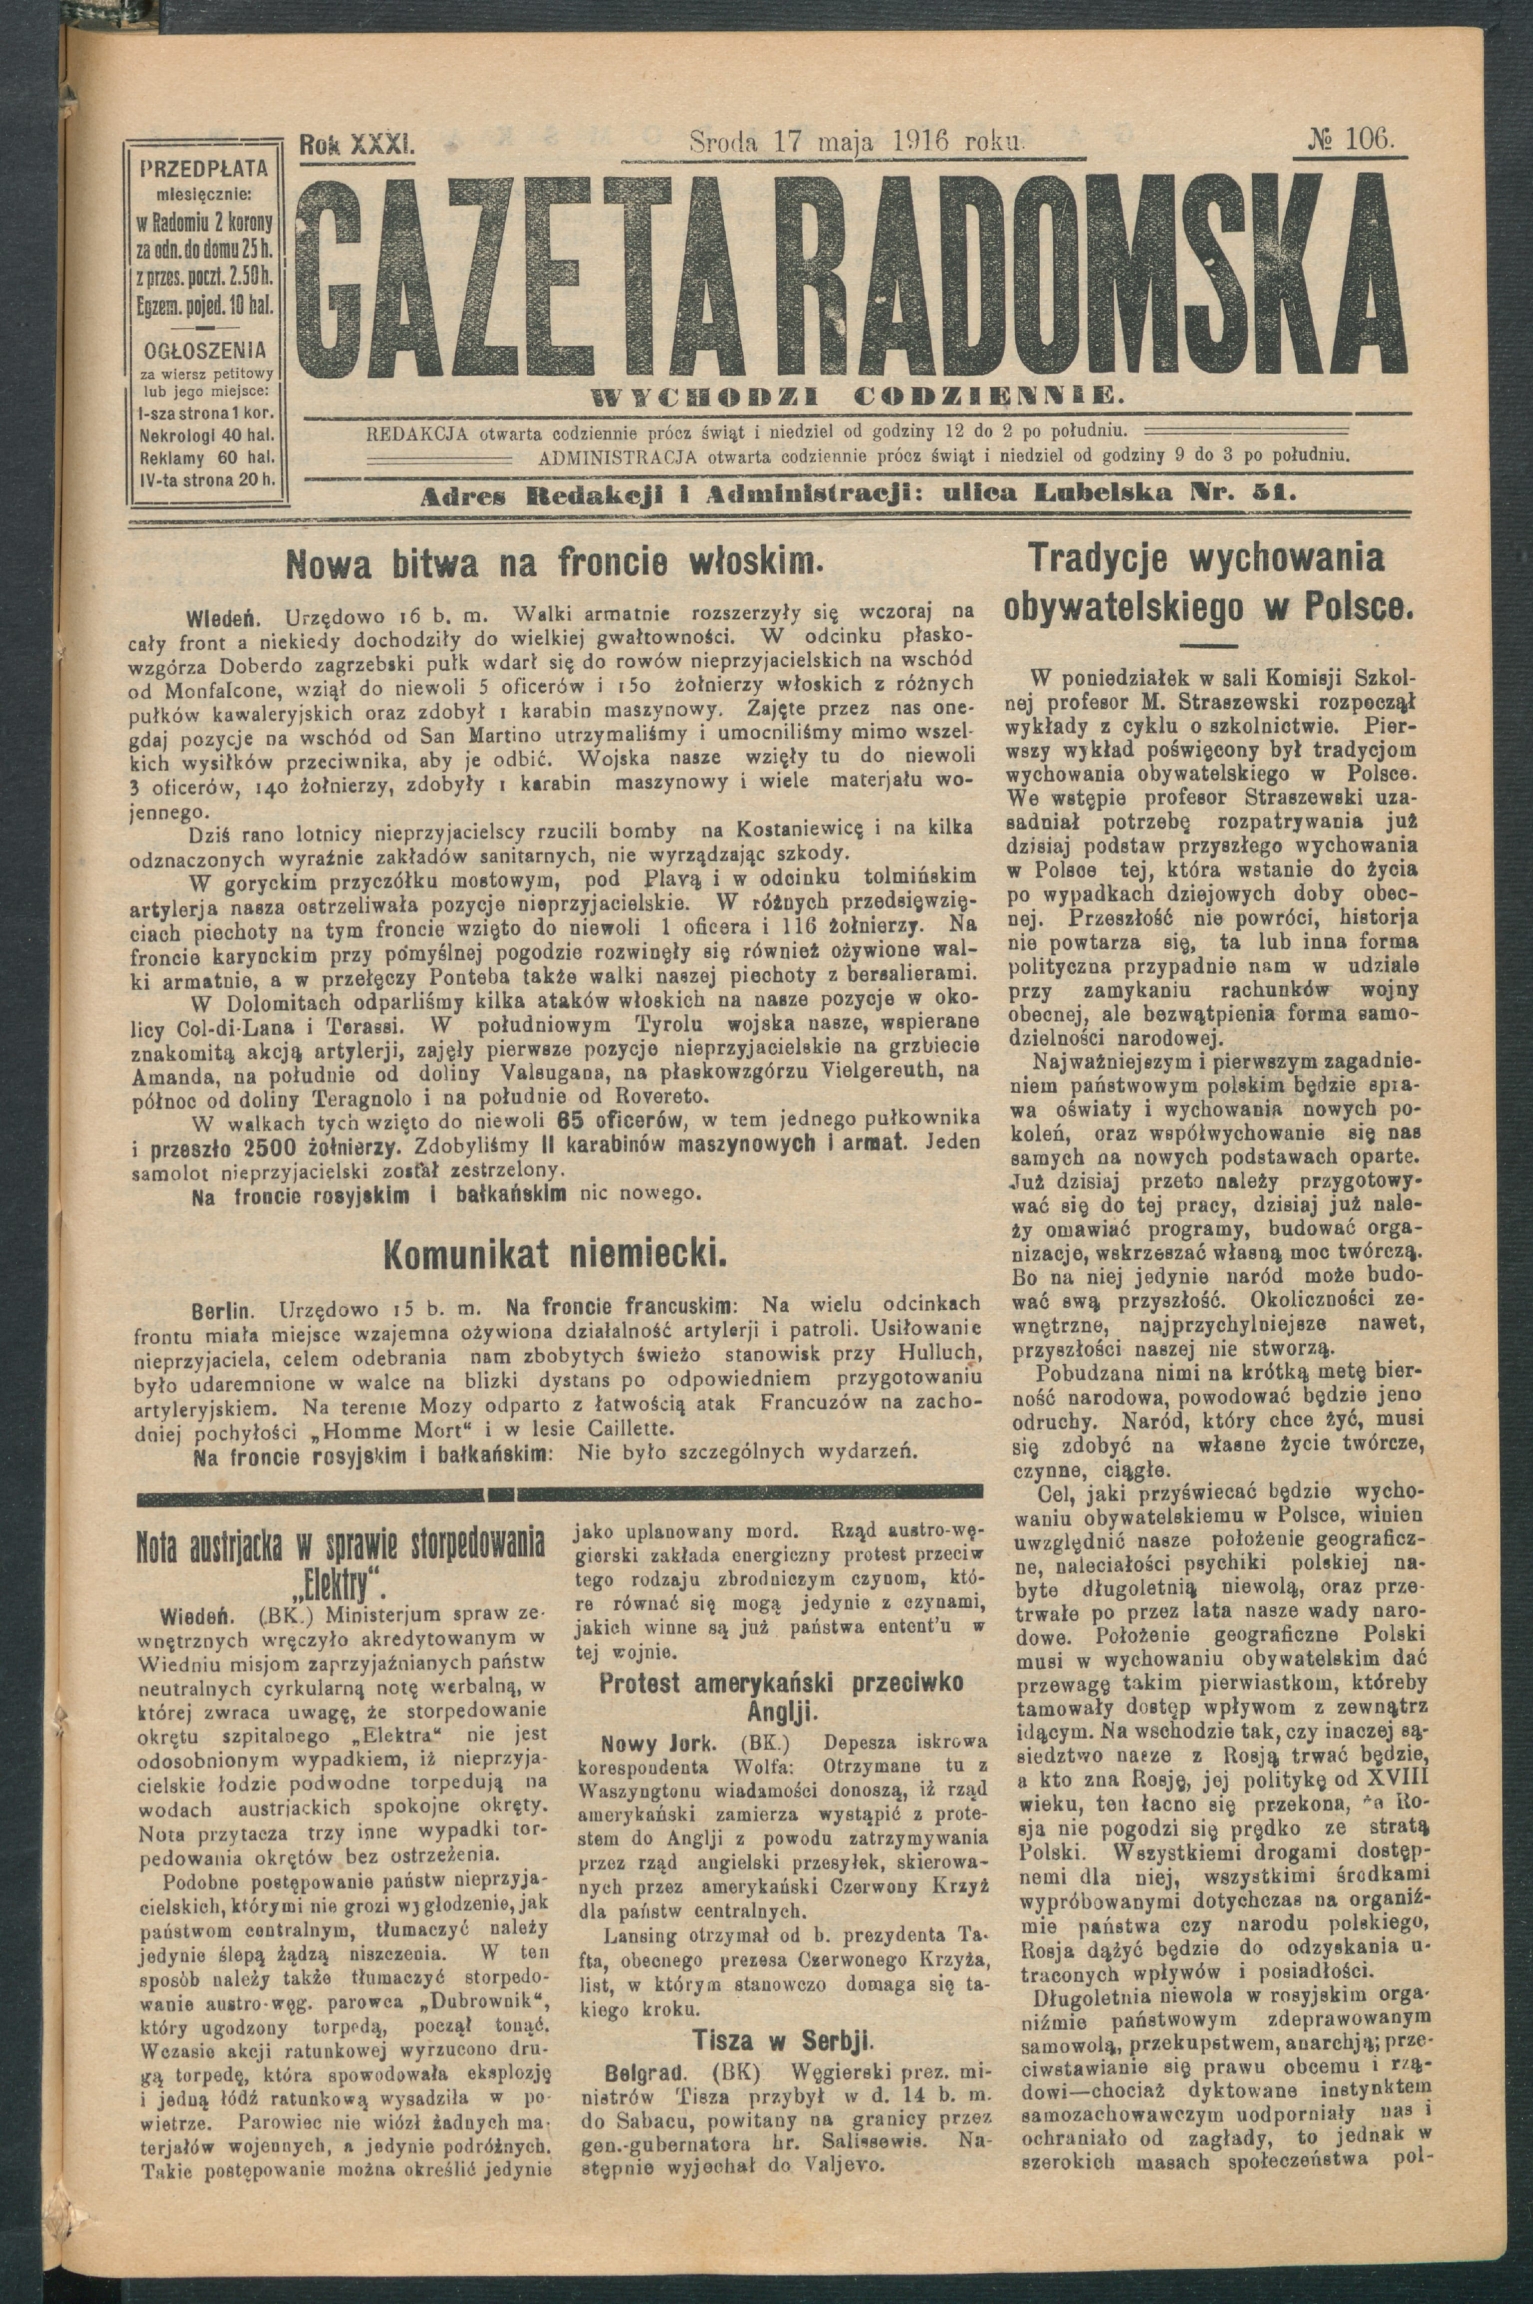 PRZEDPŁATA
miesięcznie:
w Radomiu 2 korony
za odn. do domu 25 h.
z przes. poczt. 2.50 h.
Egzem. pojed. 10 hal.
OGŁOSZENIA
za wiersz petitowy
lub jego miejsce:
I-sza strona 1 kor.
Nekrologi 40 hal.
Reklamy 60 hal.
IV-ta strona 20 h.
Rok XXXI.
Sroda 17 maja 1916 roku.
№ 106.
GAZETA RADOMSKA
WYCHODZI CODZIENNIE.
REDAKCJA otwarta codziennie prócz świąt i niedziel od godziny 12 do 2 po południu.
ADMINISTRACJA otwarta codziennie prócz świąt i niedziel od godziny 9 do 3 po południu.
Adres Redakcji i Administracji: ulica Lubelska Nr. 51.
Nowa bitwa na froncie włoskim.
Wiedeń. Urzędowo 16 b. m. Walki armatnie rozszerzyły się wczoraj na
cały front a niekiedy dochodziły do wielkiej gwałtowności. W odcinku płasko-
wzgórza Doberdo zagrzebski pułk wdarł się do rowów nieprzyjacielskich na wschód
od Monfalcone, wziął do niewoli 5 oficerów i 150 żołnierzy włoskich z różnych
pułków kawaleryjskich oraz zdobył 1 karabin maszynowy. Zajęte przez nas one-
gdaj pozycje na wschód od San Martino utrzymaliśmy i umocniliśmy mimo wszel-
kich wysiłków przeciwnika, aby je odbić. Wojska nasze wzięły tu do niewoli
3 oficerów, 140 żołnierzy, zdobyły 1 karabin maszynowy i wiele materjału wo-
jennego.
Dziś rano lotnicy nieprzyjacielscy rzucili bomby na Kostaniewicę i na kilka
odznaczonych wyraźnie zakładów sanitarnych, nie wyrządzając szkody.
W goryckim przyczółku mostowym, pod Plavą i w odcinku tolmińskim
artylerja nasza ostrzeliwała pozycje nieprzyjacielskie. W różnych przedsięwzię-
ciach piechoty na tym froncie wzięto do niewoli 1 oficera i 116 żołnierzy. Na
froncie karynckim przy pomyślnej pogodzie rozwinęły się również ożywione wal-
ki armatnie, a w przełęczy Ponteba także walki naszej piechoty z bersalierami.
W Dolomitach odparliśmy kilka ataków włoskich na nasze pozycje w oko-
licy Col-di-Lana i Terassi. W południowym Tyrolu wojska nasze, wspierane
znakomitą akcją artylerji, zajęły pierwsze pozycje nieprzyjacielskie na grzbiecie
Amanda, na południe od doliny Valsugana, na płaskowzgórzu Vielgereuth, na
północ od doliny Teragnolo i na południe od Rovereto.
W walkach tych wzięto do niewoli 65 oficerów, w tem jednego pułkownika
i przeszło 2500 żołnierzy. Zdobyliśmy II karabinów maszynowych i armat. Jeden
samolot nieprzyjacielski został zestrzelony.
Na froncie rosyjskim i bałkańskim nic nowego.
Komunikat niemiecki.
Berlin. Urzędowo 15 b. m. Na froncie francuskim: Na wielu odcinkach
frontu miała miejsce wzajemna ożywiona działalność artylerji i patroli. Usiłowanie
nieprzyjaciela, celem odebrania nam zbobytych świeżo stanowisk przy Hulluch,
było udaremnione w walce na blizki dystans po odpowiedniem przygotowaniu
artyleryjskiem. Na terenie Mozy odparto z łatwością atak Francuzów na zacho-
dniej pochyłości „Homme Mort“ i w lesie Caillette.
Na froncie rosyjskim i bałkańskim: Nie było szczególnych wydarzeń.
Nota austrjacka w sprawie storpedowania
„Elektry“.
Wiedeń. (BK.) Ministerjum spraw ze-
wnętrznych wręczyło akredytowanym w
Wiedniu misjom zaprzyjaźnianych państw
neutralnych cyrkularną notę werbalną, w
której zwraca uwagę, że storpedowanie
okrętu szpitalnego „Elektra“ nie jest
odosobnionym wypadkiem, iż nieprzyja-
cielskie łodzie podwodne torpedują na
wodach austrjackich spokojne okręty.
Nota przytacza trzy inne wypadki tor-
pedowania okrętów bez ostrzeżenia.
Podobne postępowanie państw nieprzyja-
cielskich, którymi nie grozi wygłodzenie, jak
państwom centralnym, tłumaczyć należy
jedynie ślepą żądzą niszczenia. W ten
sposób należy także tłumaczyć storpedo-
wanie austro-węg. parowca „Dubrownik“,
który ugodzony torpedą, począł tonąć.
Wczasie akcji ratunkowej wyrzucono dru-
gą torpedę, która spowodowała eksplozję
i jedną łódź ratunkową wysadziła w po-
wietrze. Parowiec nie wiózł żadnych ma-
terjałów wojennych, a jedynie podróżnych.
Takie postępowanie można określić jedynie
jako uplanowany mord. Rząd austro-wę-
gierski zakłada energiczny protest przeciw
tego rodzaju zbrodniczym czynom, któ-
re równać się mogą jedynie z czynami,
jakich winne są już państwa entent'u w
tej wojnie.
Protest amerykański przeciwko
Anglji.
Nowy Jork. (BK.) Depesza iskrowa
korespondenta Wolfa: Otrzymane tu z
Waszyngtonu wiadomości donoszą, iż rząd
amerykański zamierza wystąpić z prote-
stem do Anglji z powodu zatrzymywania
przez rząd angielski przesyłek, skierowa-
nych przez amerykański Czerwony Krzyż
dla państw centralnych.
Lansing otrzymał od b. prezydenta Ta-
fta, obecnego prezesa Czerwonego Krzyża,
list, w którym stanowczo domaga się ta-
kiego kroku.
Tisza w Serbji.
Belgrad. (BK) Węgierski prez. mi-
nistrów Tisza przybył w d. 14 b. m.
do Sabacu, powitany na granicy przez
gen.-gubernatora hr. Salissewis. Na-
stępnie wyjechał do Valjevo.
Tradycje wychowania
obywatelskiego w Polsce.
W poniedziałek w sali Komisji Szkol-
nej profesor M. Straszewski rozpoczął
wykłady z cyklu o szkolnictwie. Pier-
wszy wykład poświęcony był tradycjom
wychowania obywatelskiego w Polsce.
We wstępie profesor Straszewski uza-
sadniał potrzebę rozpatrywania już
dzisiaj podstaw przyszłego wychowania
w Polsce tej, która wstanie do życia
po wypadkach dziejowych doby obec-
nej. Przeszłość nie powróci, historja
nie powtarza się, ta lub inna forma
polityczna przypadnie nam w udziale
przy zamykaniu rachunków wojny
obecnej, ale bezwątpienia forma samo-
dzielności narodowej.
Najważniejszym i pierwszym zagadnie-
niem państwowym polskim będzie spra-
wa oświaty i wychowania nowych po-
koleń, oraz współwychowanie się nas
samych na nowych podstawach oparte.
Już dzisiaj przeto należy przygotowy-
wać się do tej pracy, dzisiaj już nale-
ży omawiać programy, budować orga-
nizacje, wskrzeszać własną moc twórczą.
Bo na niej jedynie naród może budo-
wać swą przyszłość. Okoliczności ze-
wnętrzne, najprzychylniejsze nawet,
przyszłości naszej nie stworzą.
Pobudzana nimi na krótką metę bier-
ność narodowa, powodować będzie jeno
odruchy. Naród, który chce żyć, musi
się zdobyć na własne życie twórcze,
czynne, ciągłe.
Cel, jaki przyświecać będzie wycho-
waniu obywatelskiemu w Polsce, winien
uwzględnić nasze położenie geograficz-
ne, naleciałości psychiki polskiej na-
byte długoletnią niewolą, oraz prze-
trwałe po przez lata nasze wady naro-
dowe. Położenie geograficzne Polski
musi w wychowaniu obywatelskim dać
przewagę takim pierwiastkom, któreby
tamowały dostęp wpływom z zewnątrz
idącym. Na wschodzie tak, czy inaczej są-
siedztwo nasze z Rosją trwać będzie,
a kto zna Rosję, jej politykę od XVIII
wieku, ten łacno się przekona, że Ro-
sja nie pogodzi się prędko ze stratą
Polski. Wszystkiemi drogami dostęp-
nemi dla niej, wszystkimi środkami
wypróbowanymi dotychczas na organiź-
mie państwa czy narodu polskiego,
Rosja dążyć będzie do odzyskania u-
traconych wpływów i posiadłości.
Długoletnia niewola w rosyjskim orga-
niźmie państwowym zdeprawowanym
samowolą, przekupstwem, anarchją; prze-
ciwstawianie się prawu obcemu i rzą-
dowi—chociaż dyktowane instynktem
samozachowawczym uodporniały nas i
ochraniało od zagłady, to jednak w
szerokich masach społeczeństwa pol-